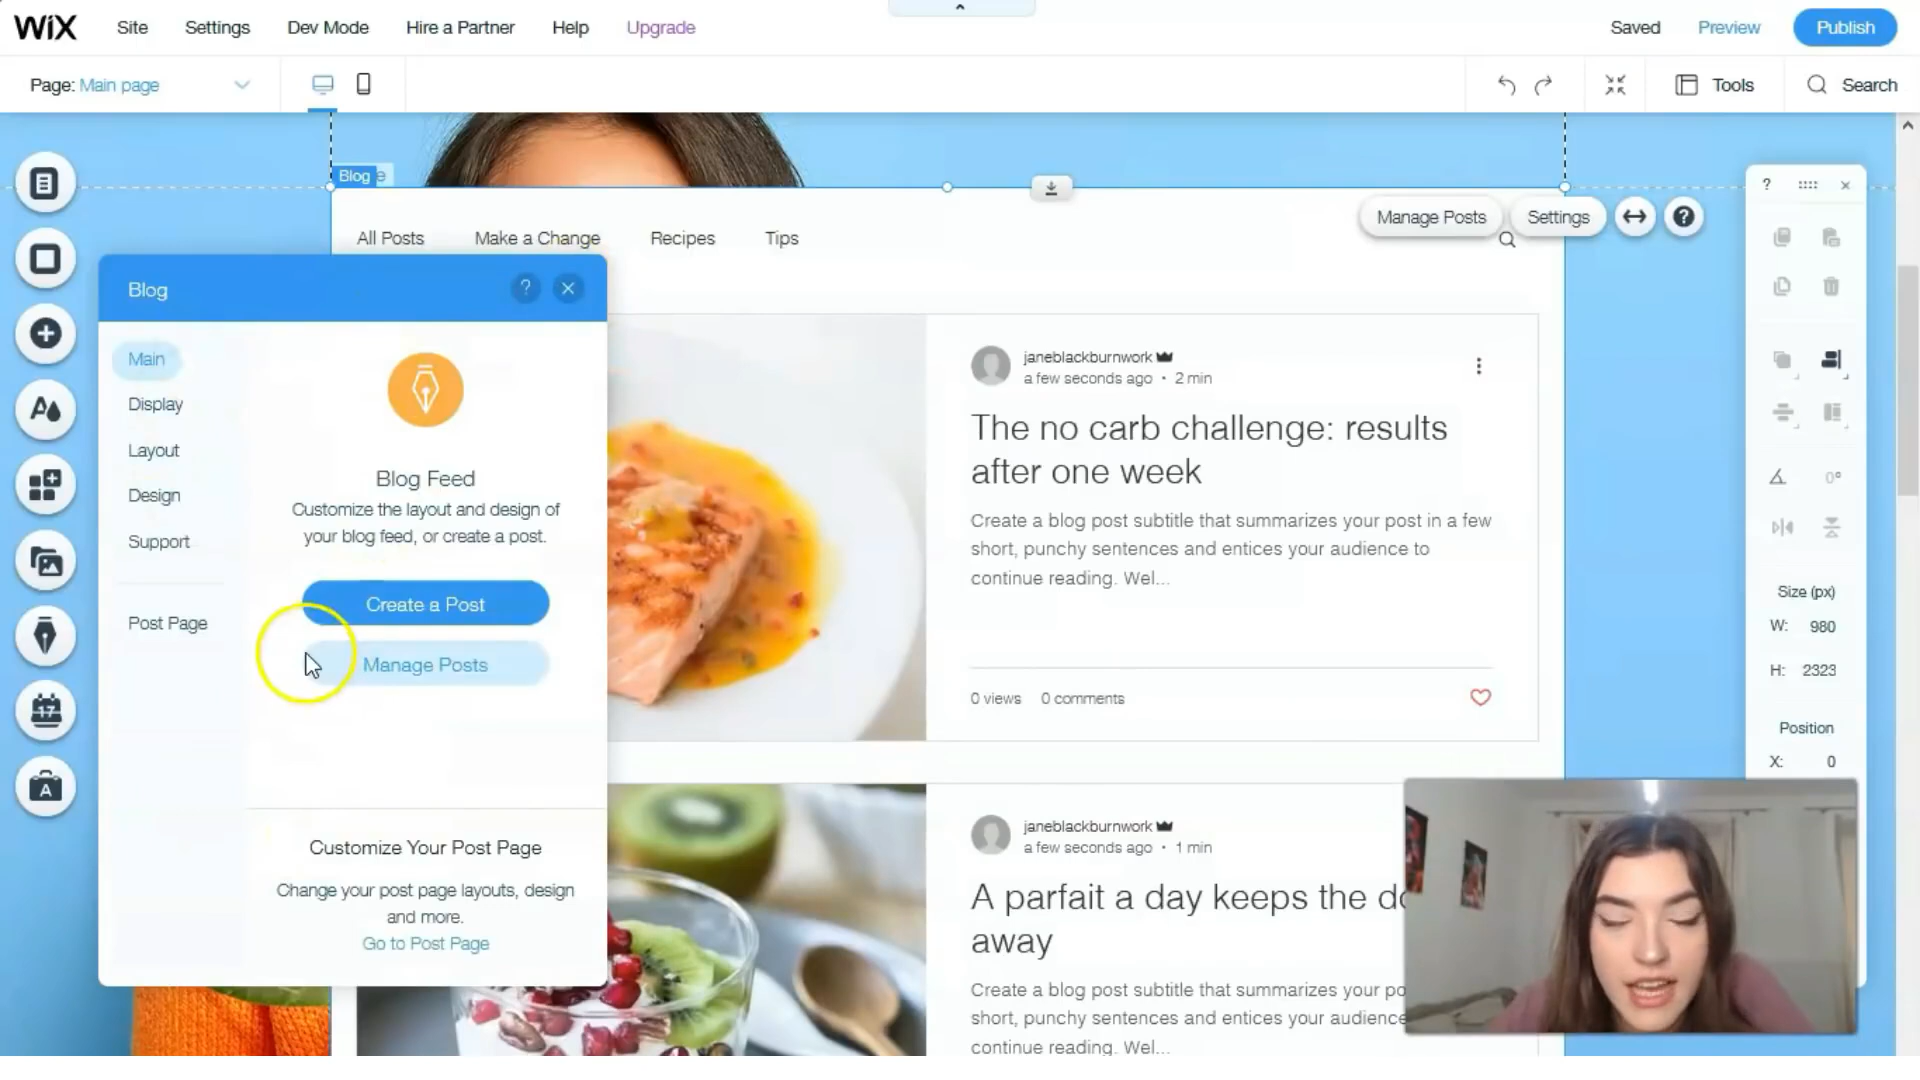 WiX Site Settings Dev Mode Hire a Partner Help Upgrade Saved Preview Publish
Page: Main page Tools Search
Blog e
Manage Posts Settings ?
All Posts Make a Change Recipes Tips
Blog ?
Main
Display
Layout
Design
Support
Post Page
Blog Feed
Customize the layout and design of
your blog feed, or create a post.
Create a Post
Manage Posts
Customize Your Post Page
Change your post page layouts, design
and more.
Go to Post Page
17
A
janeblackburnwork
a few seconds ago · 2 min
The no carb challenge: results
after one week
Create a blog post subtitle that summarizes your post in a few
short, punchy sentences and entices your audience to
continue reading. Wel...
0 views 0 comments
janeblackburnwork
a few seconds ago · 1 min
A parfait a day keeps the do
away
Create a blog post subtitle that summarizes your po
short, punchy sentences and entices your audience
continue reading. Wel...
?
0°
Size (px)
W: 980
H: 2323
Position
X: 0